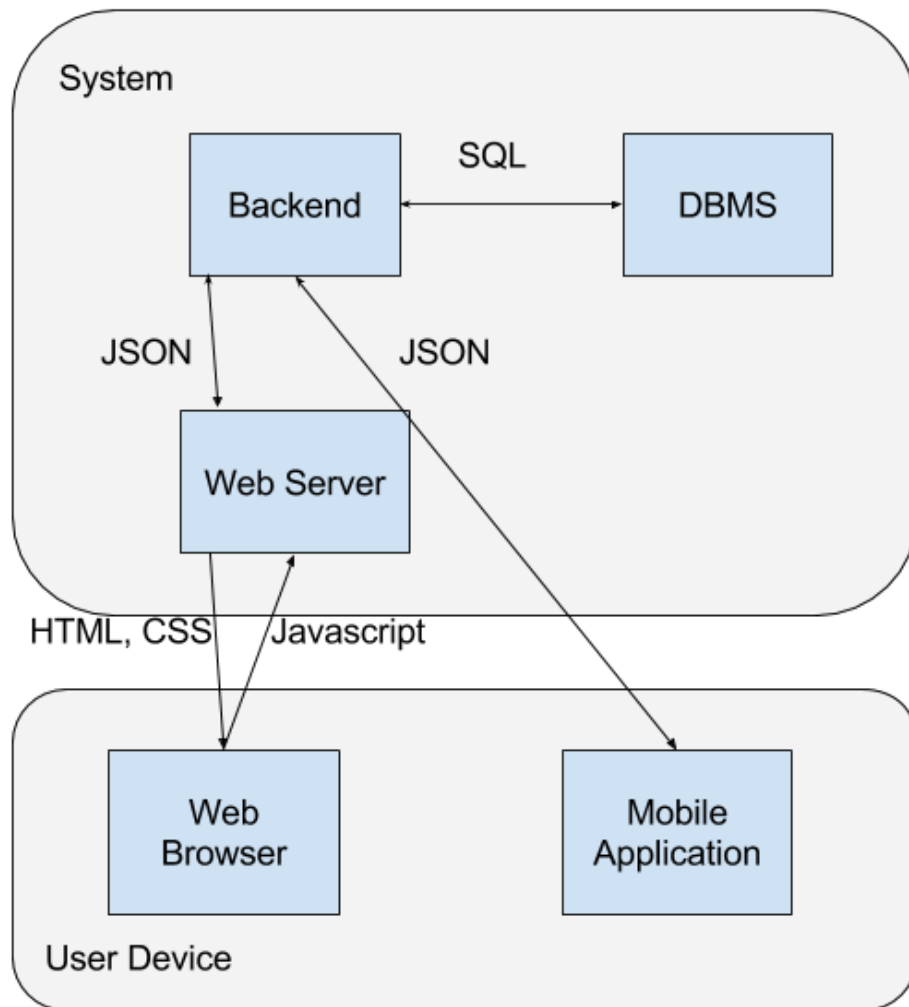 System
SQL
Backend
DBMS
JSON
JSON
Web Server
HTML, CSS
Javascript
Web
Browser
Mobile
Application
User Device